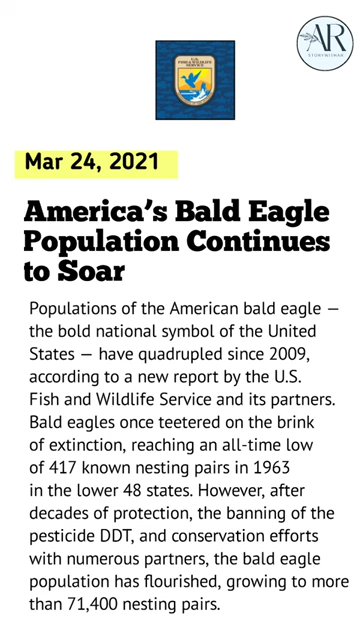 AR
STORYWITHAR
U.S.
FISH & WILDLIFE
SERVICE
Mar 24, 2021
America’s Bald Eagle
Population Continues
to Soar
Populations of the American bald eagle —
the bold national symbol of the United
States — have quadrupled since 2009,
according to a new report by the U.S.
Fish and Wildlife Service and its partners.
Bald eagles once teetered on the brink
of extinction, reaching an all-time low
of 417 known nesting pairs in 1963
in the lower 48 states. However, after
decades of protection, the banning of the
pesticide DDT, and conservation efforts
with numerous partners, the bald eagle
population has flourished, growing to more
than 71,400 nesting pairs.